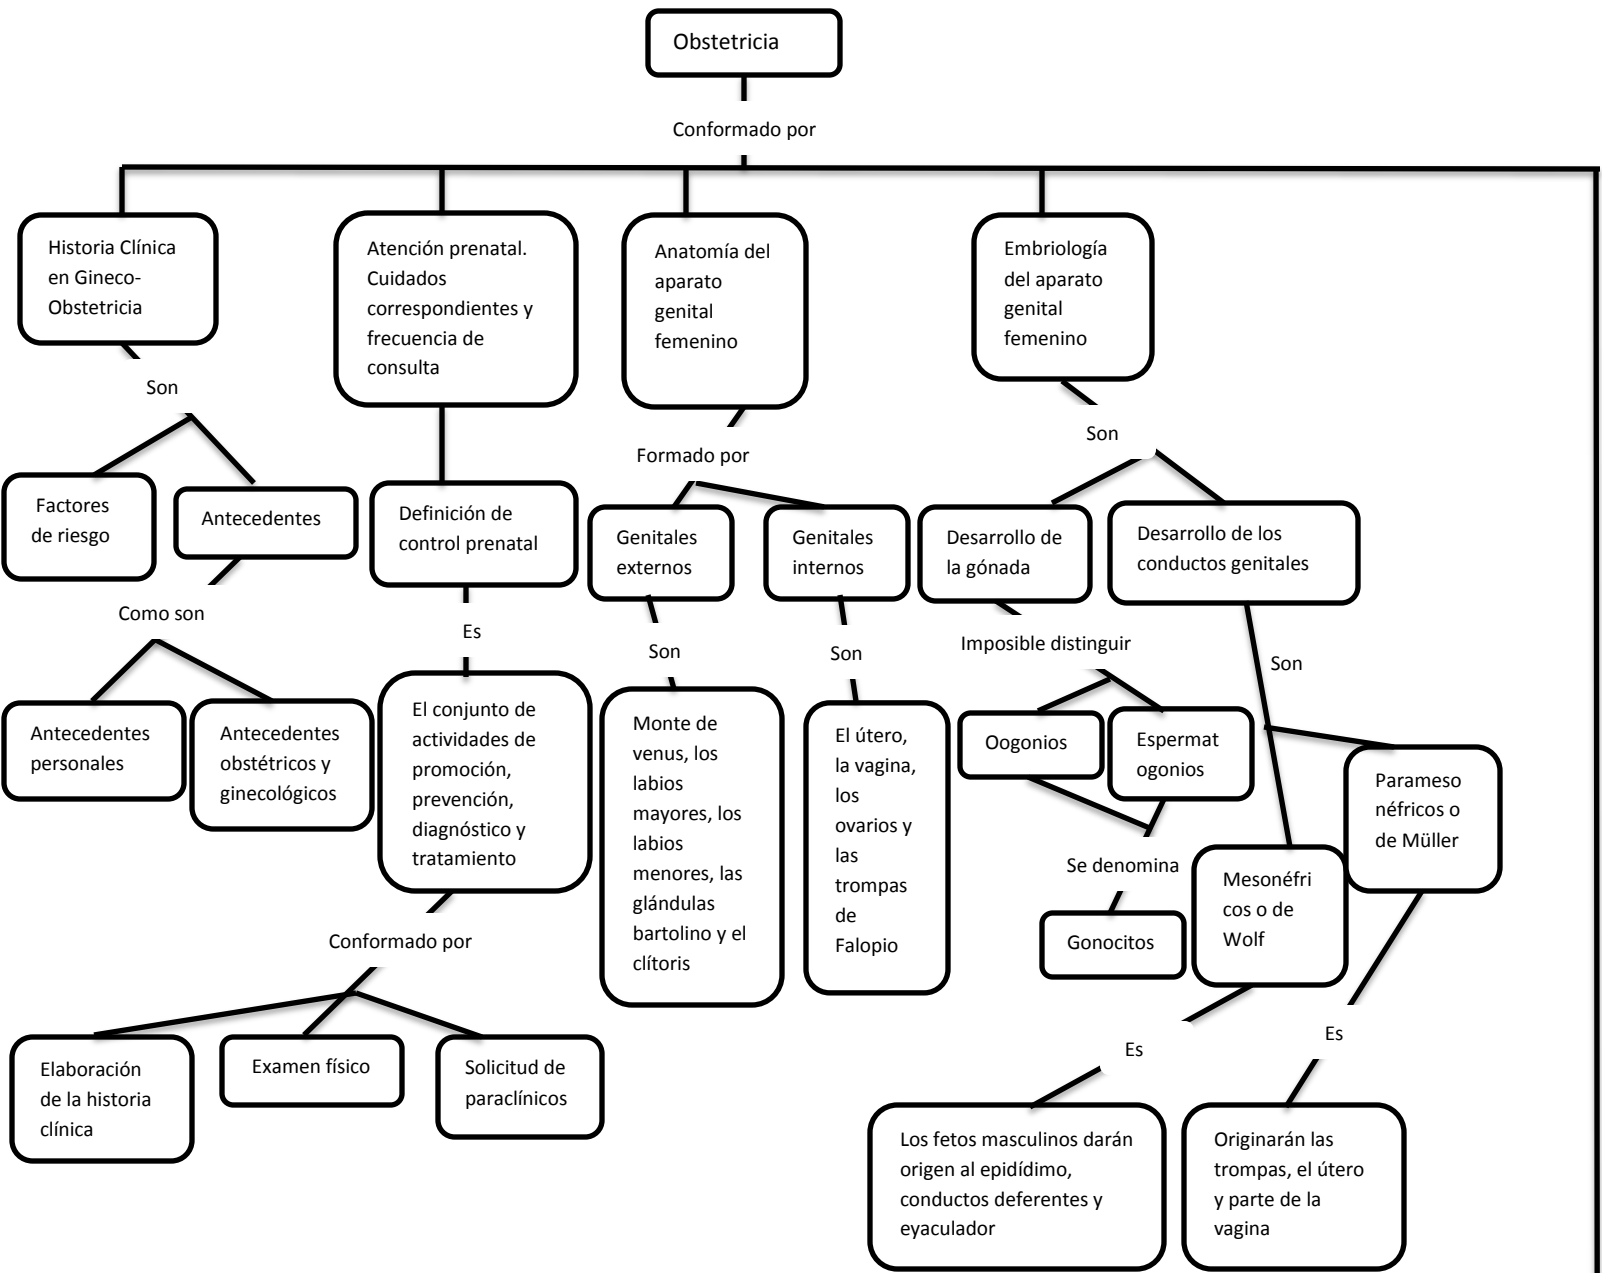 Obstetricia
Conformado por
Historia Clínica
en Gineco-
Obstetricia
Atención prenatal.
Cuidados
correspondientes y
frecuencia de
consulta
Anatomía del
aparato
genital
femenino
Embriología
del aparato
genital
femenino
Son
Formado por
Son
Factores
de riesgo
Antecedentes
Definición de
control prenatal
Genitales
externos
Genitales
internos
Desarrollo de
la gónada
Desarrollo de los
conductos genitales
Como son
Es
Son
Son
Imposible distinguir
Son
Antecedentes
personales
Antecedentes
obstétricos y
ginecológicos
El conjunto de
actividades de
promoción,
prevención,
diagnóstico y
tratamiento
Monte de
venus, los
labios
mayores, los
labios
menores, las
glándulas
bartolino y el
clítoris
El útero,
la vagina,
los
ovarios y
las
trompas
de
Falopio
Oogonios
Espermat
ogonios
Parameso
néfricos o
de Müller
Se denomina
Mesonéfri
cos o de
Wolf
Gonocitos
Conformado por
Es
Es
Elaboración
de la historia
clínica
Examen físico
Solicitud de
paraclínicos
Los fetos masculinos darán
origen al epidídimo,
conductos deferentes y
eyaculador
Originarán las
trompas, el útero
y parte de la
vagina